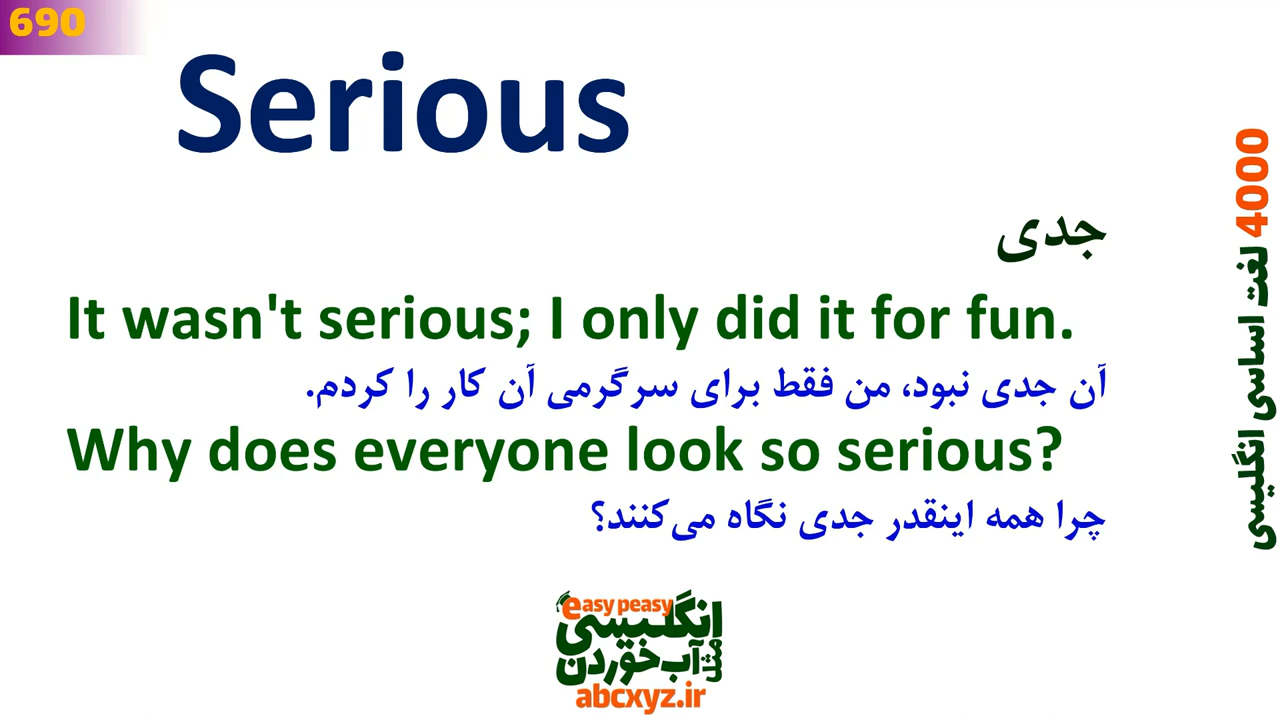 690
Serious
جدی
It wasn't serious; I only did it for fun.
آن جدی نبود، من فقط برای سرگرمی آن کار را کردم.
Why does everyone look so serious?
چرا همه اینقدر جدی نگاه می‌کنند؟
4000 لغت اساسی انگلیسی
easy peasy
انگلیسی
مثل آب خوردن
abcxyz.ir